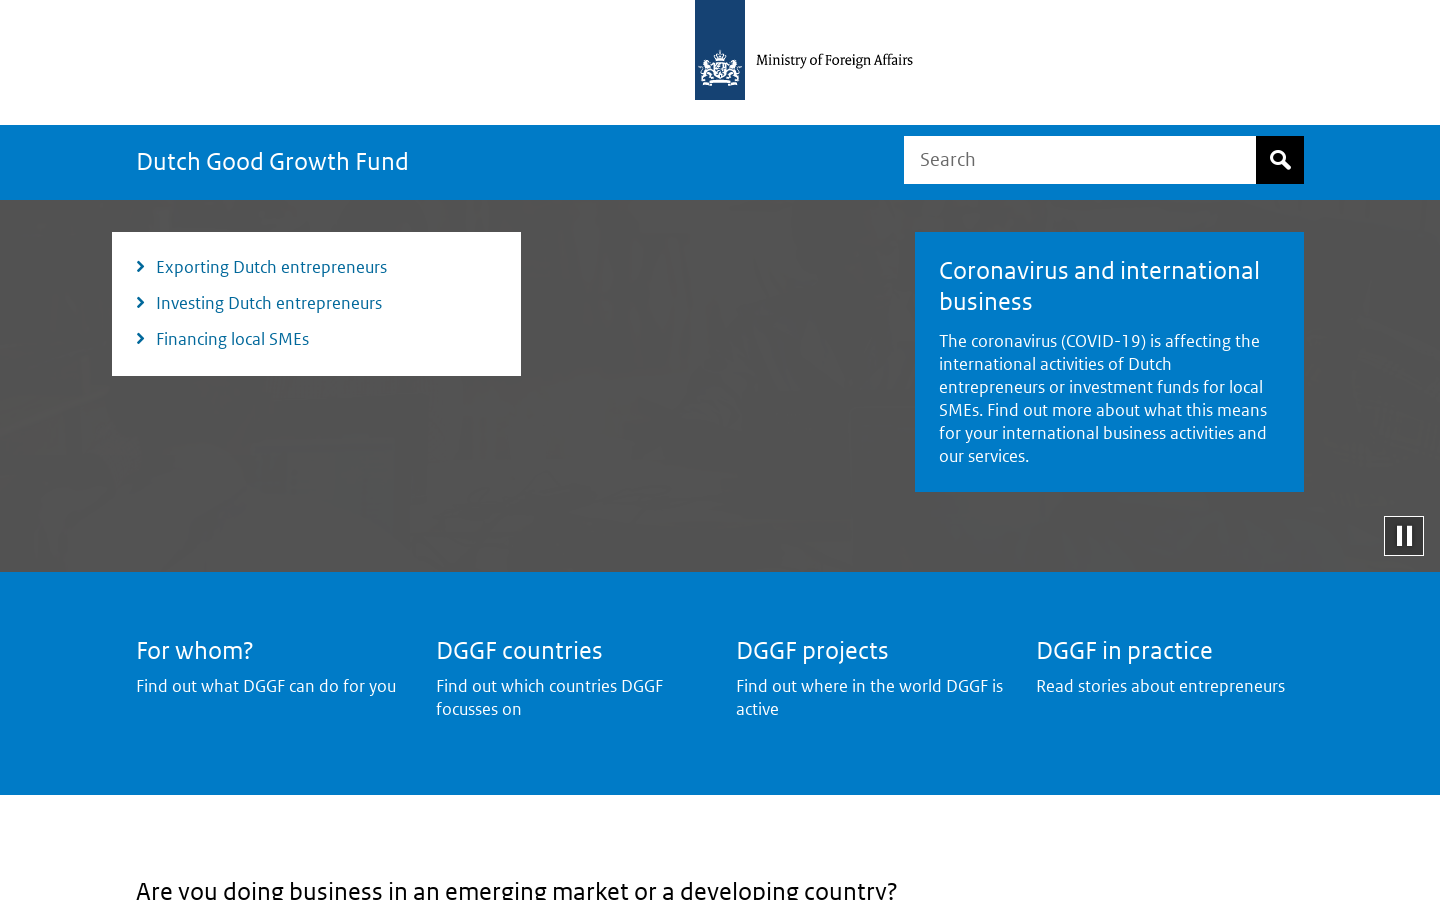 Ministry of Foreign Affairs
Dutch Good Growth Fund
Search
Exporting Dutch entrepreneurs
Investing Dutch entrepreneurs
Financing local SMEs
Coronavirus and international
business
The coronavirus (COVID-19) is affecting the
international activities of Dutch
entrepreneurs or investment funds for local
SMEs. Find out more about what this means
for your international business activities and
our services.
For whom?
Find out what DGGF can do for you
DGGF countries
Find out which countries DGGF
focusses on
DGGF projects
Find out where in the world DGGF is
active
DGGF in practice
Read stories about entrepreneurs
Are you doing business in an emerging market or a developing country?